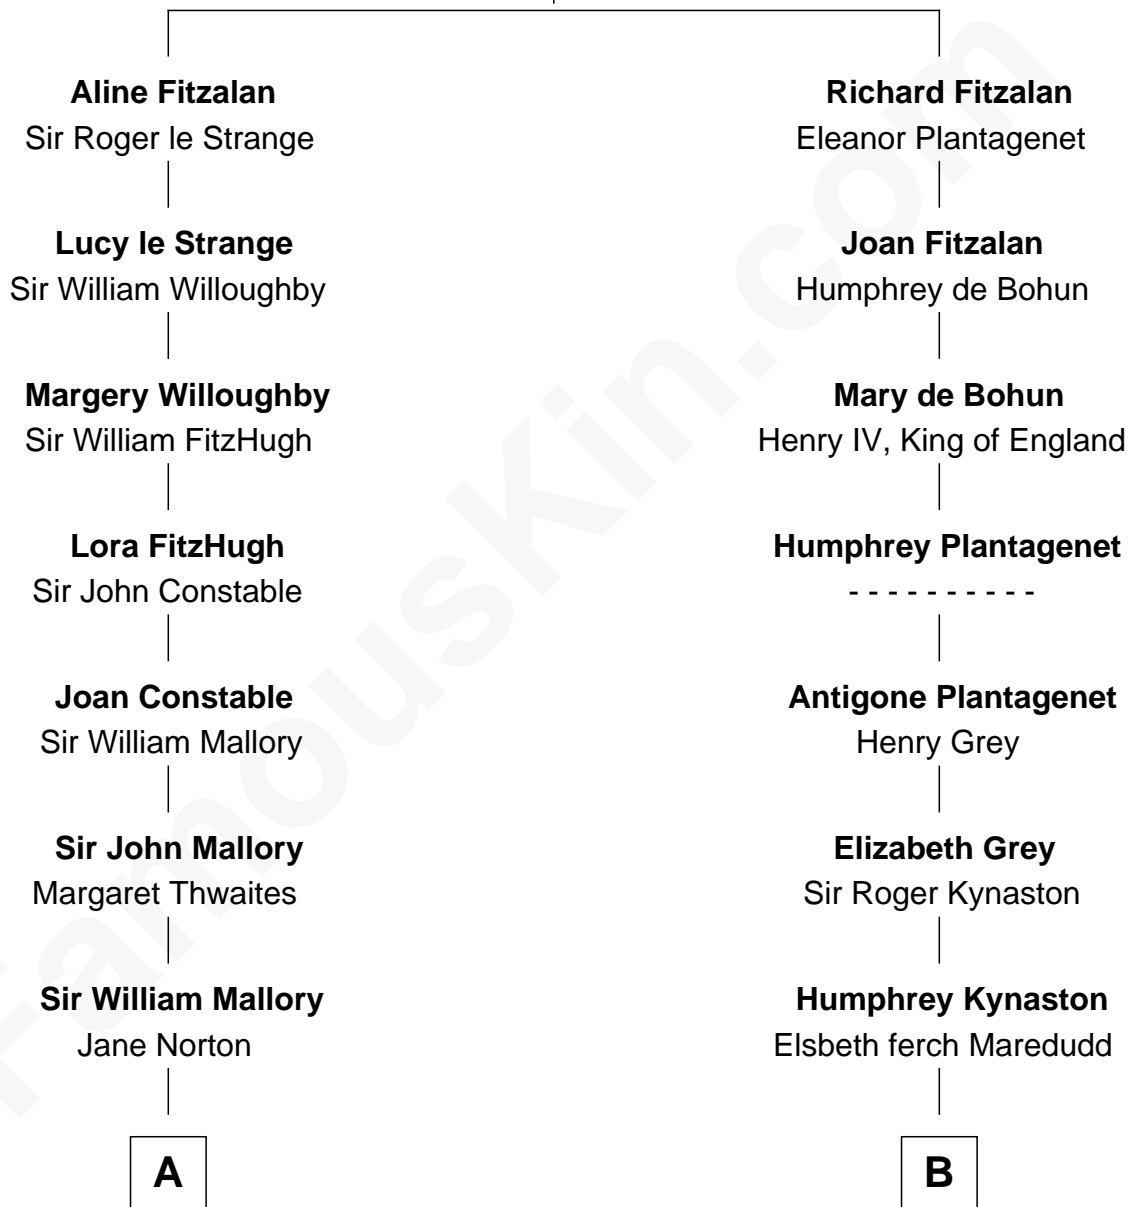 Aline Fitzalan
Sir Roger le Strange
Lucy le Strange
Sir William Willoughby
Margery Willoughby
Sir William FitzHugh
Lora FitzHugh
Sir John Constable
Joan Constable
Sir William Mallory
Sir John Mallory
Margaret Thwaites
Sir William Mallory
Jane Norton
A
Richard Fitzalan
Eleanor Plantagenet
Joan Fitzalan
Humphrey de Bohun
Mary de Bohun
Henry IV, King of England
Humphrey Plantagenet
- - - - - - - - - -
Antigone Plantagenet
Henry Grey
Elizabeth Grey
Sir Roger Kynaston
Humphrey Kynaston
Elsbeth ferch Maredudd
B
FamousKin.com